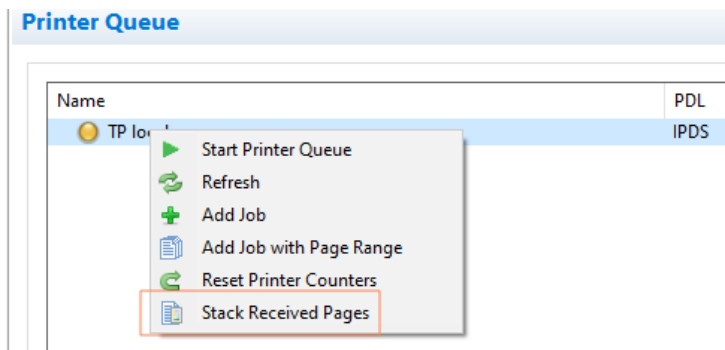 Printer Queue
Name PDL
TP IPDS
Start Printer Queue
Refresh
Add Job
Add Job with Page Range
Reset Printer Counters
Stack Received Pages